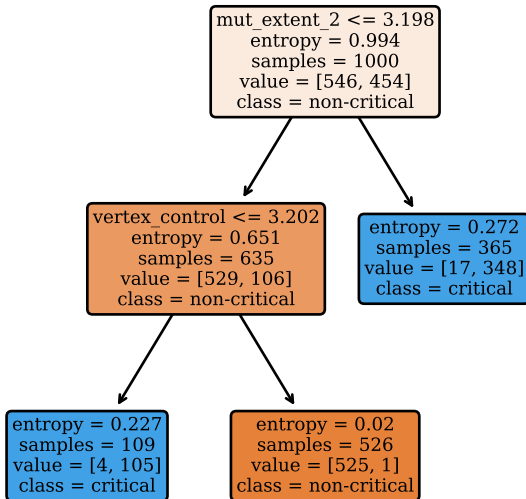 mut_extent_2 <= 3.198
entropy = 0.994
samples = 1000
value = [546, 454]
class = non-critical
vertex_control <= 3.202
entropy = 0.651
samples = 635
value = [529, 106]
class = non-critical
entropy = 0.272
samples = 365
value = [17, 348]
class = critical
entropy = 0.227
samples = 109
value = [4, 105]
class = critical
entropy = 0.02
samples = 526
value = [525, 1]
class = non-critical